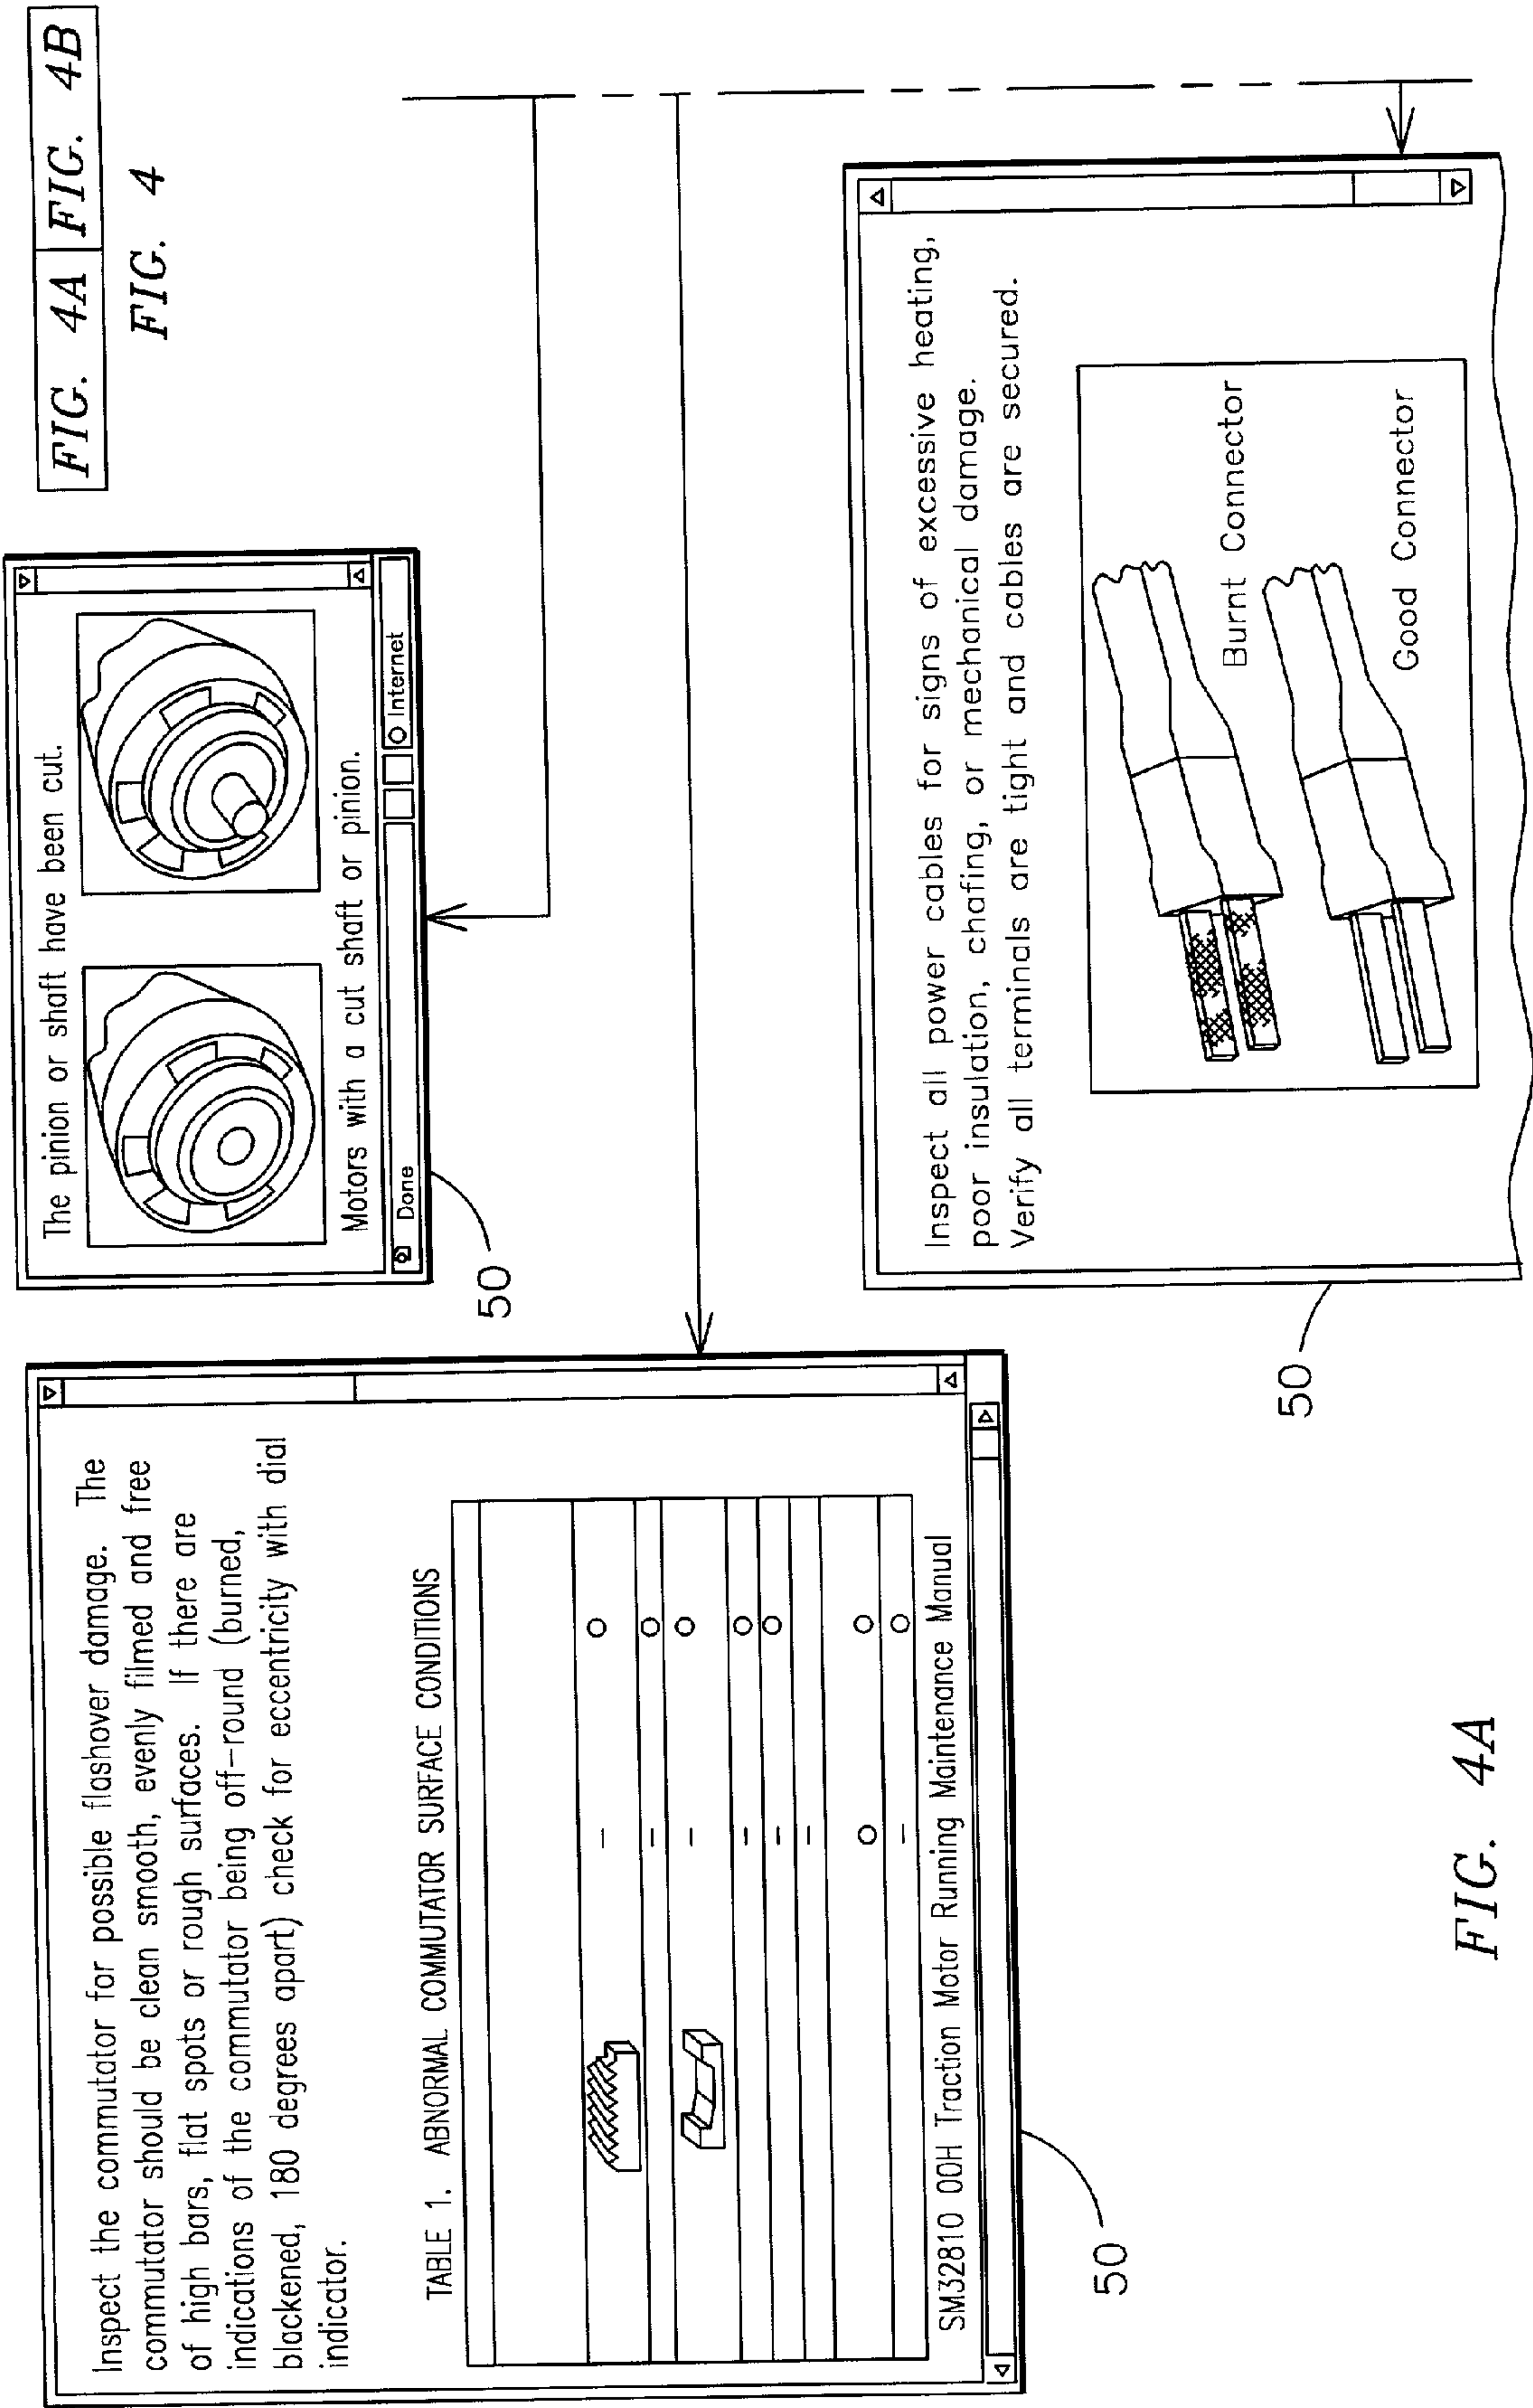 FIG. 4A FIG. 4B
FIG. 4
The pinion or shaft have been cut.
Motors with a cut shaft or pinion.
Done
Internet
50
Inspect the commutator for possible flashover damage. The
commutator should be clean smooth, evenly filmed and free
of high bars, flat spots or rough surfaces. If there are
indications of the commutator being off-round (burned,
blackened, 180 degrees apart) check for eccentricity with dial
indicator.
TABLE 1. ABNORMAL COMMUTATOR SURFACE CONDITIONS
SM32810 00H Traction Motor Running Maintenance Manual
50
Inspect all power cables for signs of excessive heating,
poor insulation, chafing, or mechanical damage.
Verify all terminals are tight and cables are secured.
Burnt Connector
Good Connector
50
FIG. 4A